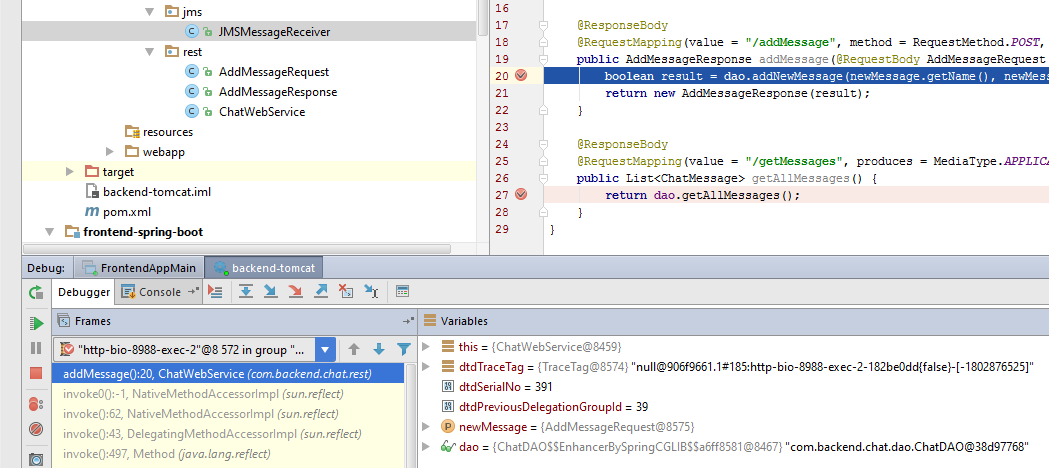 jms
JMSMessageReceiver
rest
AddMessageRequest
AddMessageResponse
ChatWebService
resources
webapp
target
backend-tomcat.iml
pom.xml
frontend-spring-boot
16
17 @ResponseBody
18 @RequestMapping(value = "/addMessage", method = RequestMethod.POST,
19 public AddMessageResponse addMessage(@RequestBody AddMessageRequest
20 boolean result = dao.addNewMessage(newMessage.getName(), newMess
21 return new AddMessageResponse(result);
22 }
23
24 @ResponseBody
25 @RequestMapping(value = "/getMessages", produces = MediaType.APPLICA
26 public List<ChatMessage> getAllMessages() {
27 return dao.getAllMessages();
28 }
29 }
Debug: FrontendAppMain backend-tomcat
Debugger Console
Frames
"http-bio-8988-exec-2"@8 572 in group "...
addMessage():20, ChatWebService (com.backend.chat.rest)
invoke0():-1, NativeMethodAccessorImpl (sun.reflect)
invoke():62, NativeMethodAccessorImpl (sun.reflect)
invoke():43, DelegatingMethodAccessorImpl (sun.reflect)
invoke():497, Method (java.lang.reflect)
Variables
this = {ChatWebService@8459}
dtdTraceTag = {TraceTag@8574} "null@906f9661.1#185:http-bio-8988-exec-2-182be0dd{false}-[-1802876525]"
dtdSerialNo = 391
dtdPreviousDelegationGroupId = 39
newMessage = {AddMessageRequest@8575}
dao = {ChatDAO$$EnhancerBySpringCGLIB$$a6ff8581@8467} "com.backend.chat.dao.ChatDAO@38d97768"